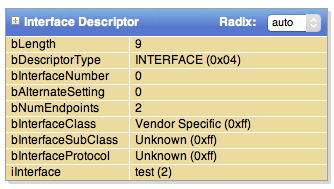 Interface Descriptor Radix: auto
bLength 9
bDescriptorType INTERFACE (0x04)
bInterfaceNumber 0
bAlternateSetting 0
bNumEndpoints 2
bInterfaceClass Vendor Specific (0xff)
bInterfaceSubClass Unknown (0xff)
bInterfaceProtocol Unknown (0xff)
iInterface test (2)